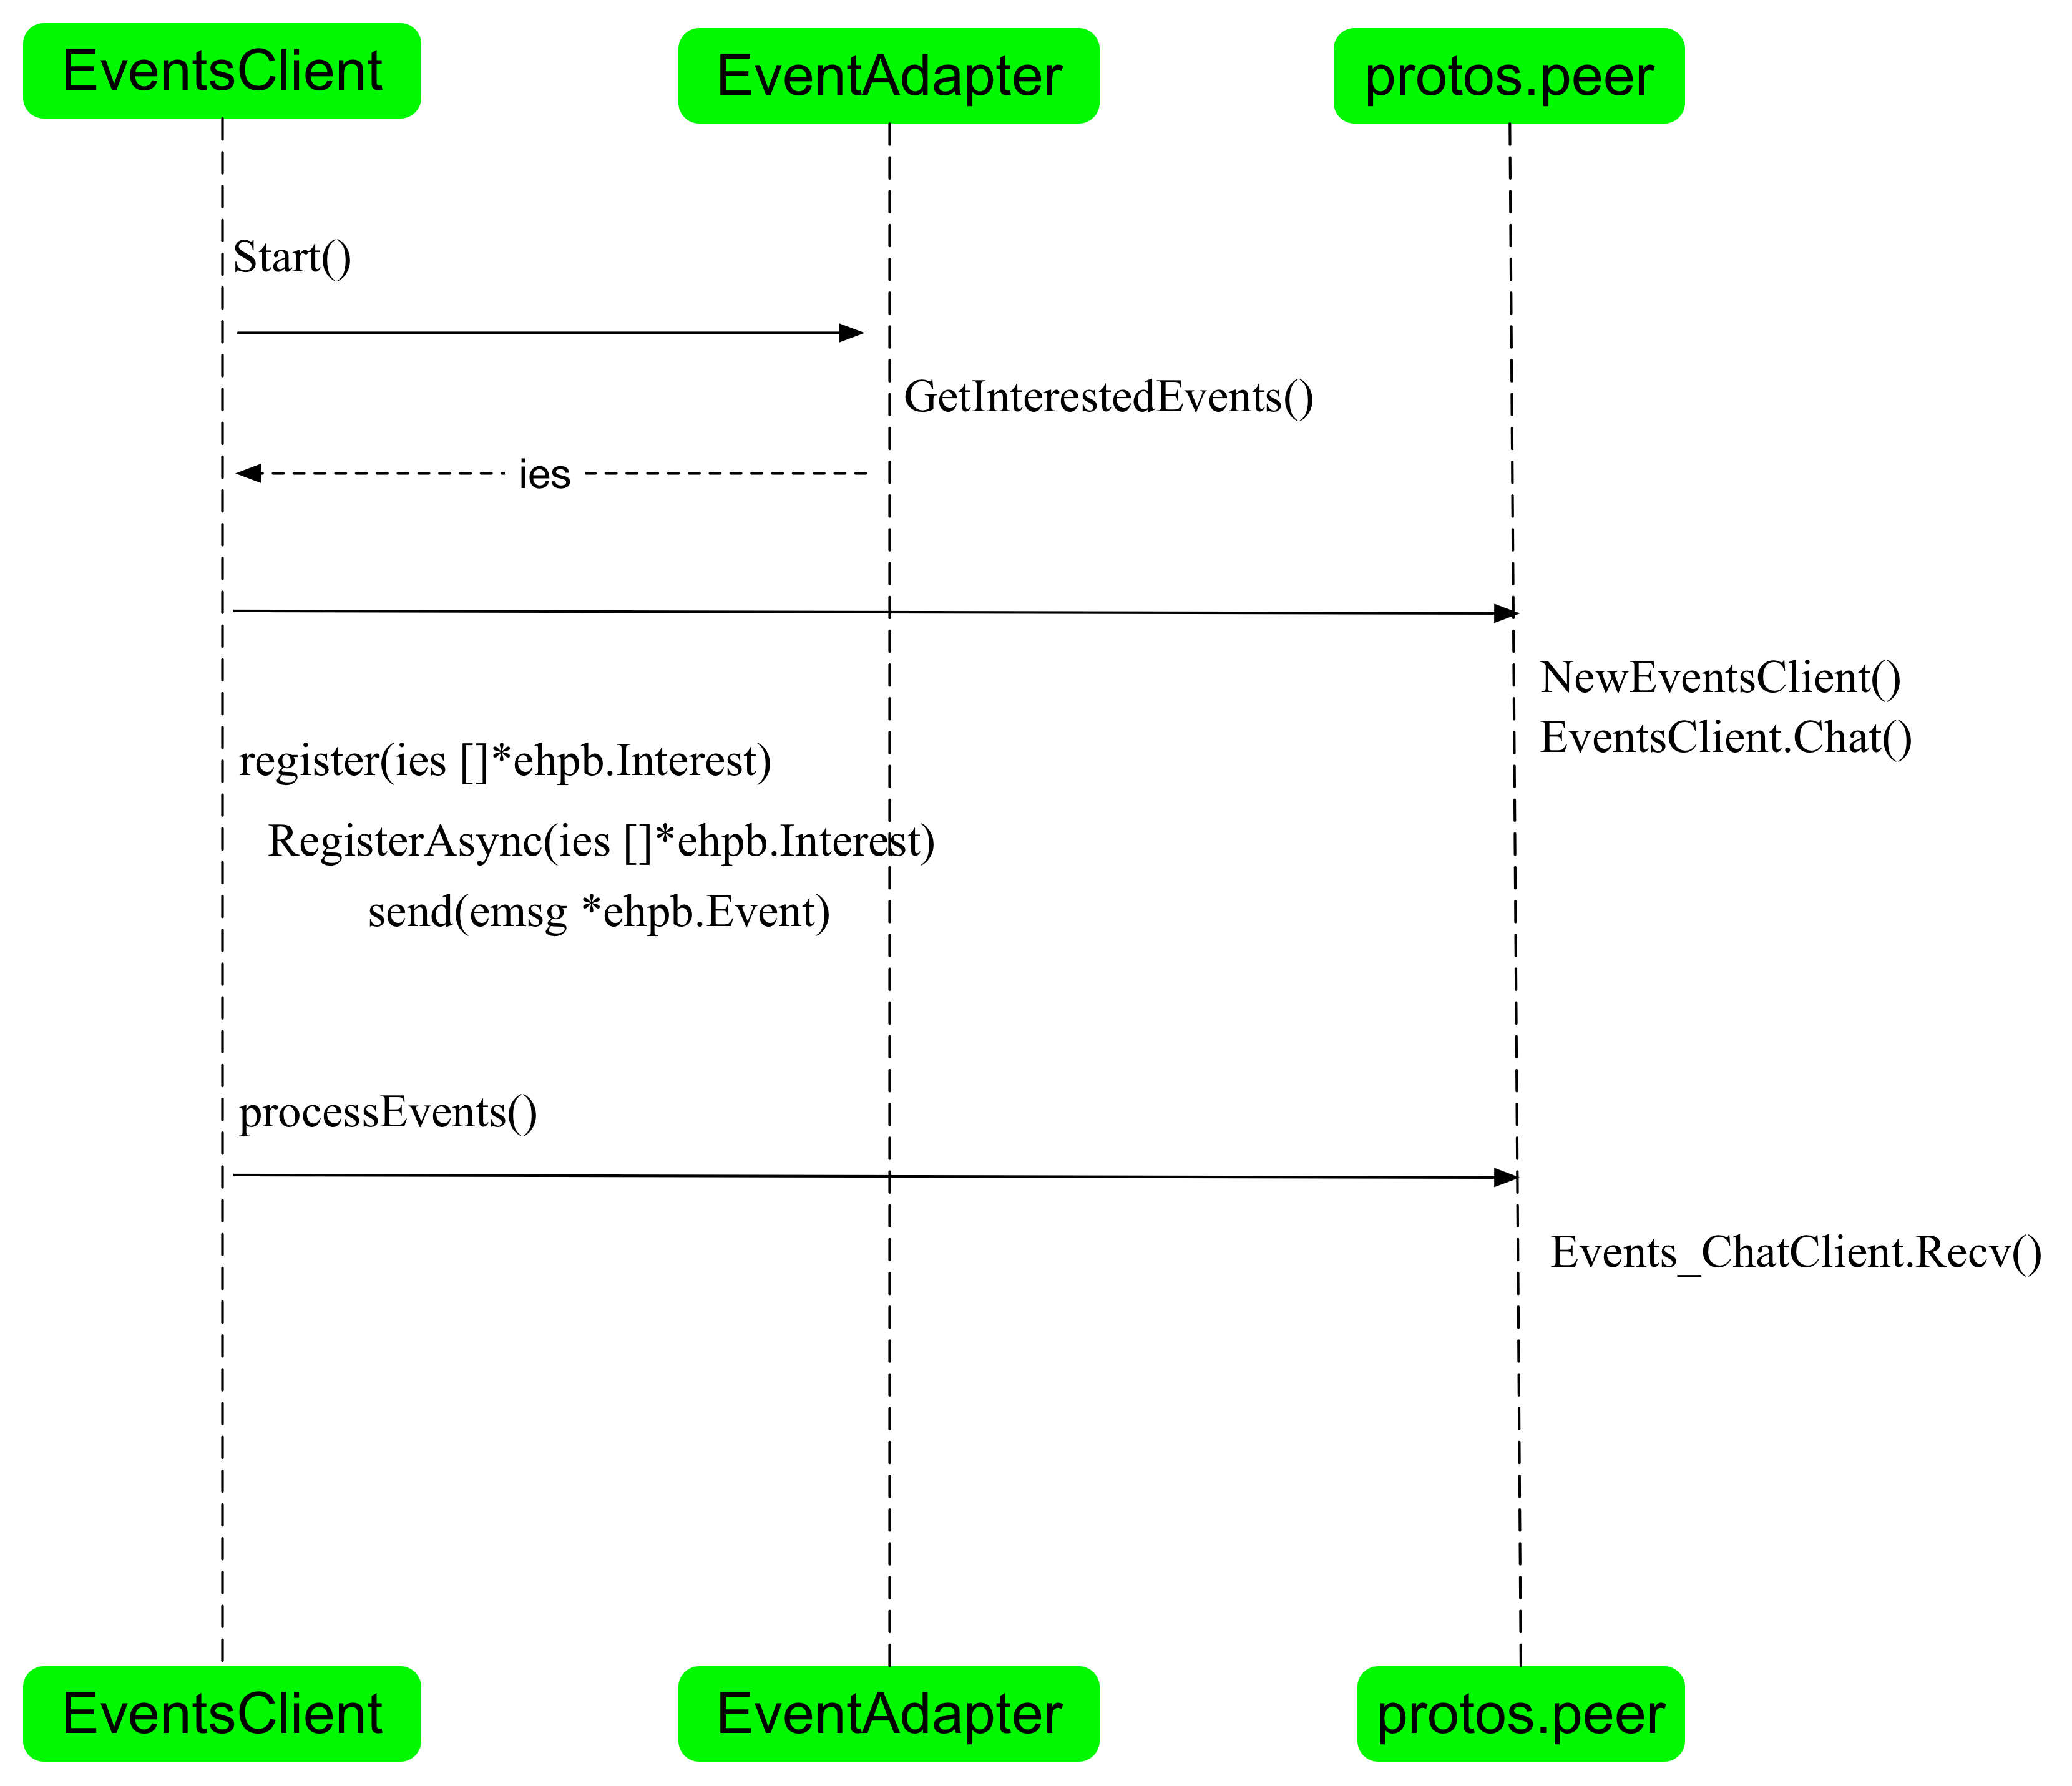 EventsClient
EventAdapter
protos.peer
Start()
GetInterestedEvents()
ies
NewEventsClient()
EventsClient.Chat()
register(ies []*ehpb.Interest)
RegisterAsync(ies []*ehpb.Interest)
send(emsg *ehpb.Event)
processEvents()
Events_ChatClient.Recv()
EventsClient
EventAdapter
protos.peer